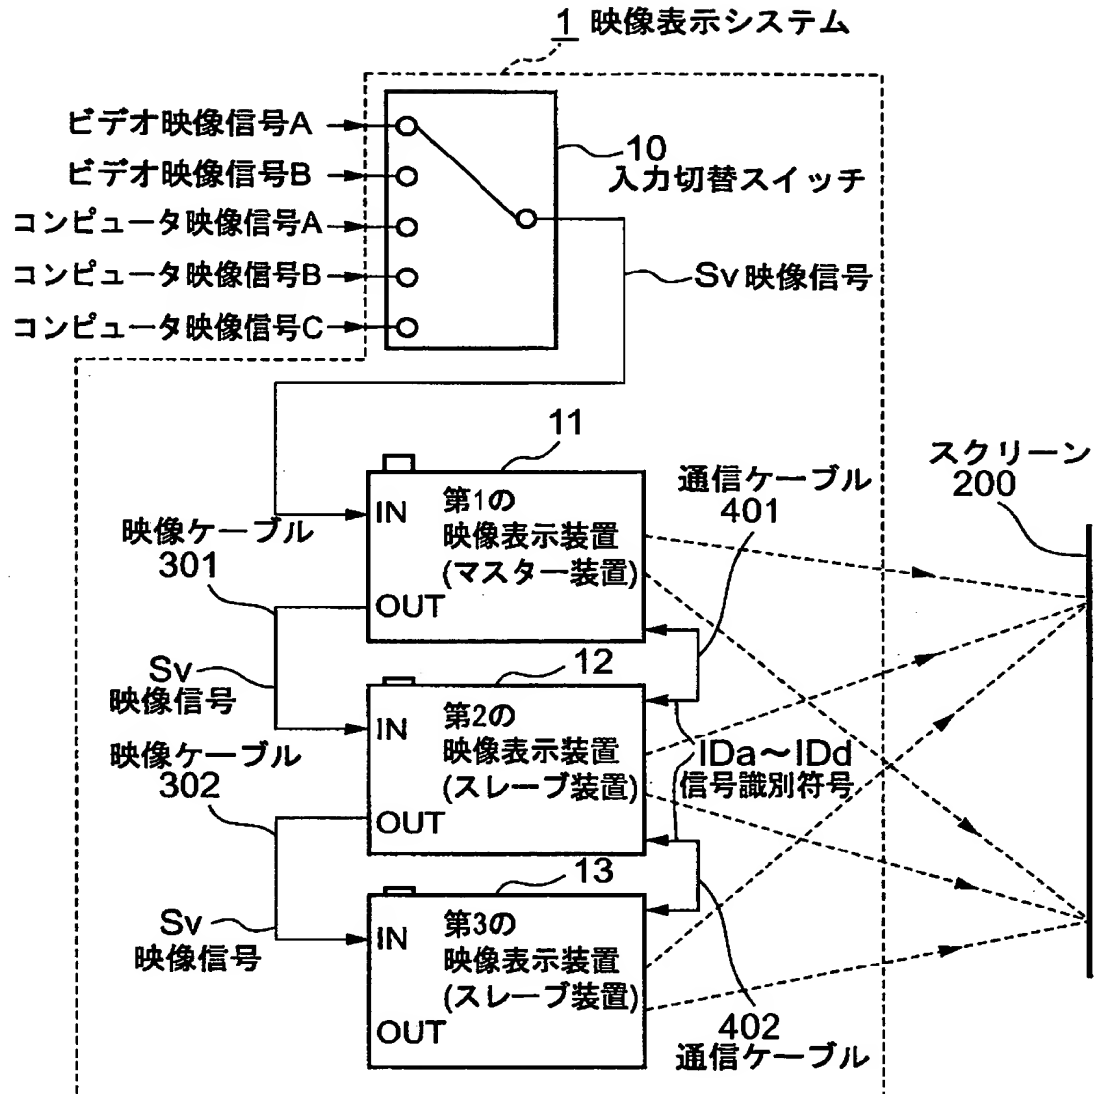 1 映像表示システム
ビデオ映像信号A
ビデオ映像信号B
コンピュータ映像信号A
コンピュータ映像信号B
コンピュータ映像信号C
10
入力切替スイッチ
Sv 映像信号
11
IN
第1の
映像表示装置
(マスター装置)
OUT
映像ケーブル
301
通信ケーブル
401
スクリーン
200
Sv
映像信号
12
IN
第2の
映像表示装置
(スレーブ装置)
OUT
映像ケーブル
302
IDa～IDd
信号識別符号
13
Sv
映像信号
IN
第3の
映像表示装置
(スレーブ装置)
OUT
402
通信ケーブル